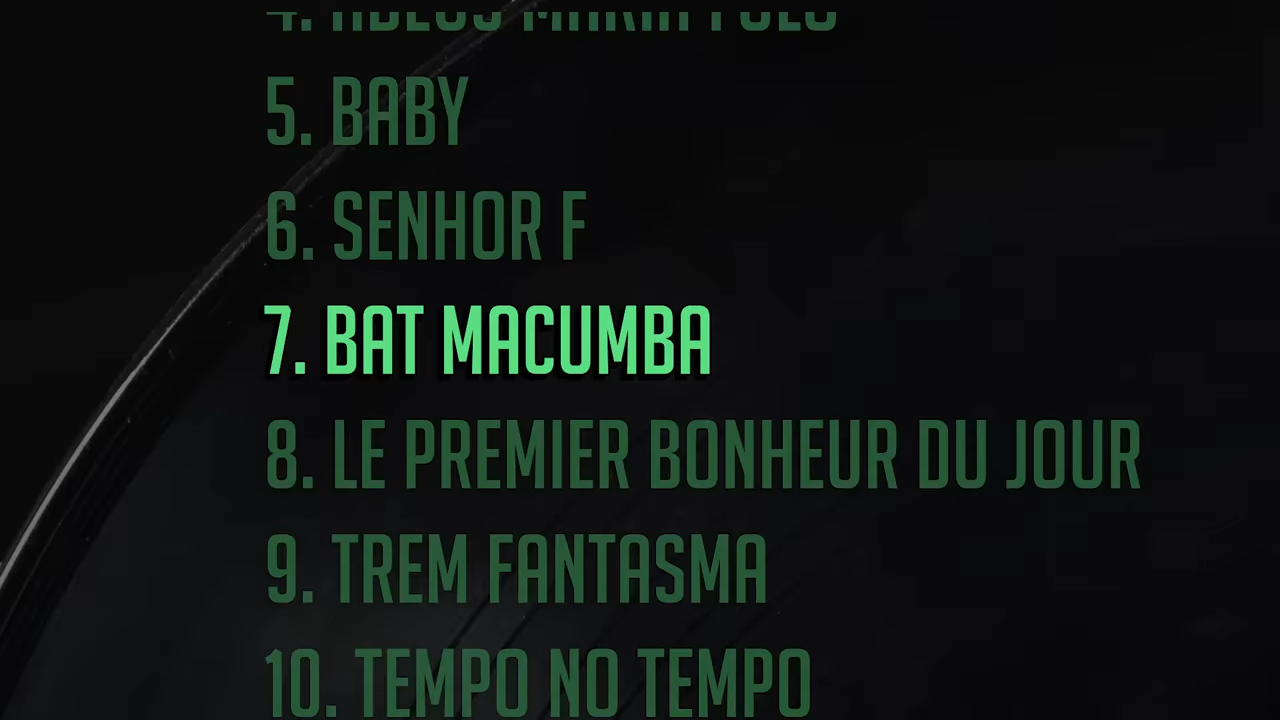 5. BABY
6. SENHOR F
7. BAT MACUMBA
8. LE PREMIER BONHEUR DU JOUR
9. TREM FANTASMA
10. TEMPO NO TEMPO